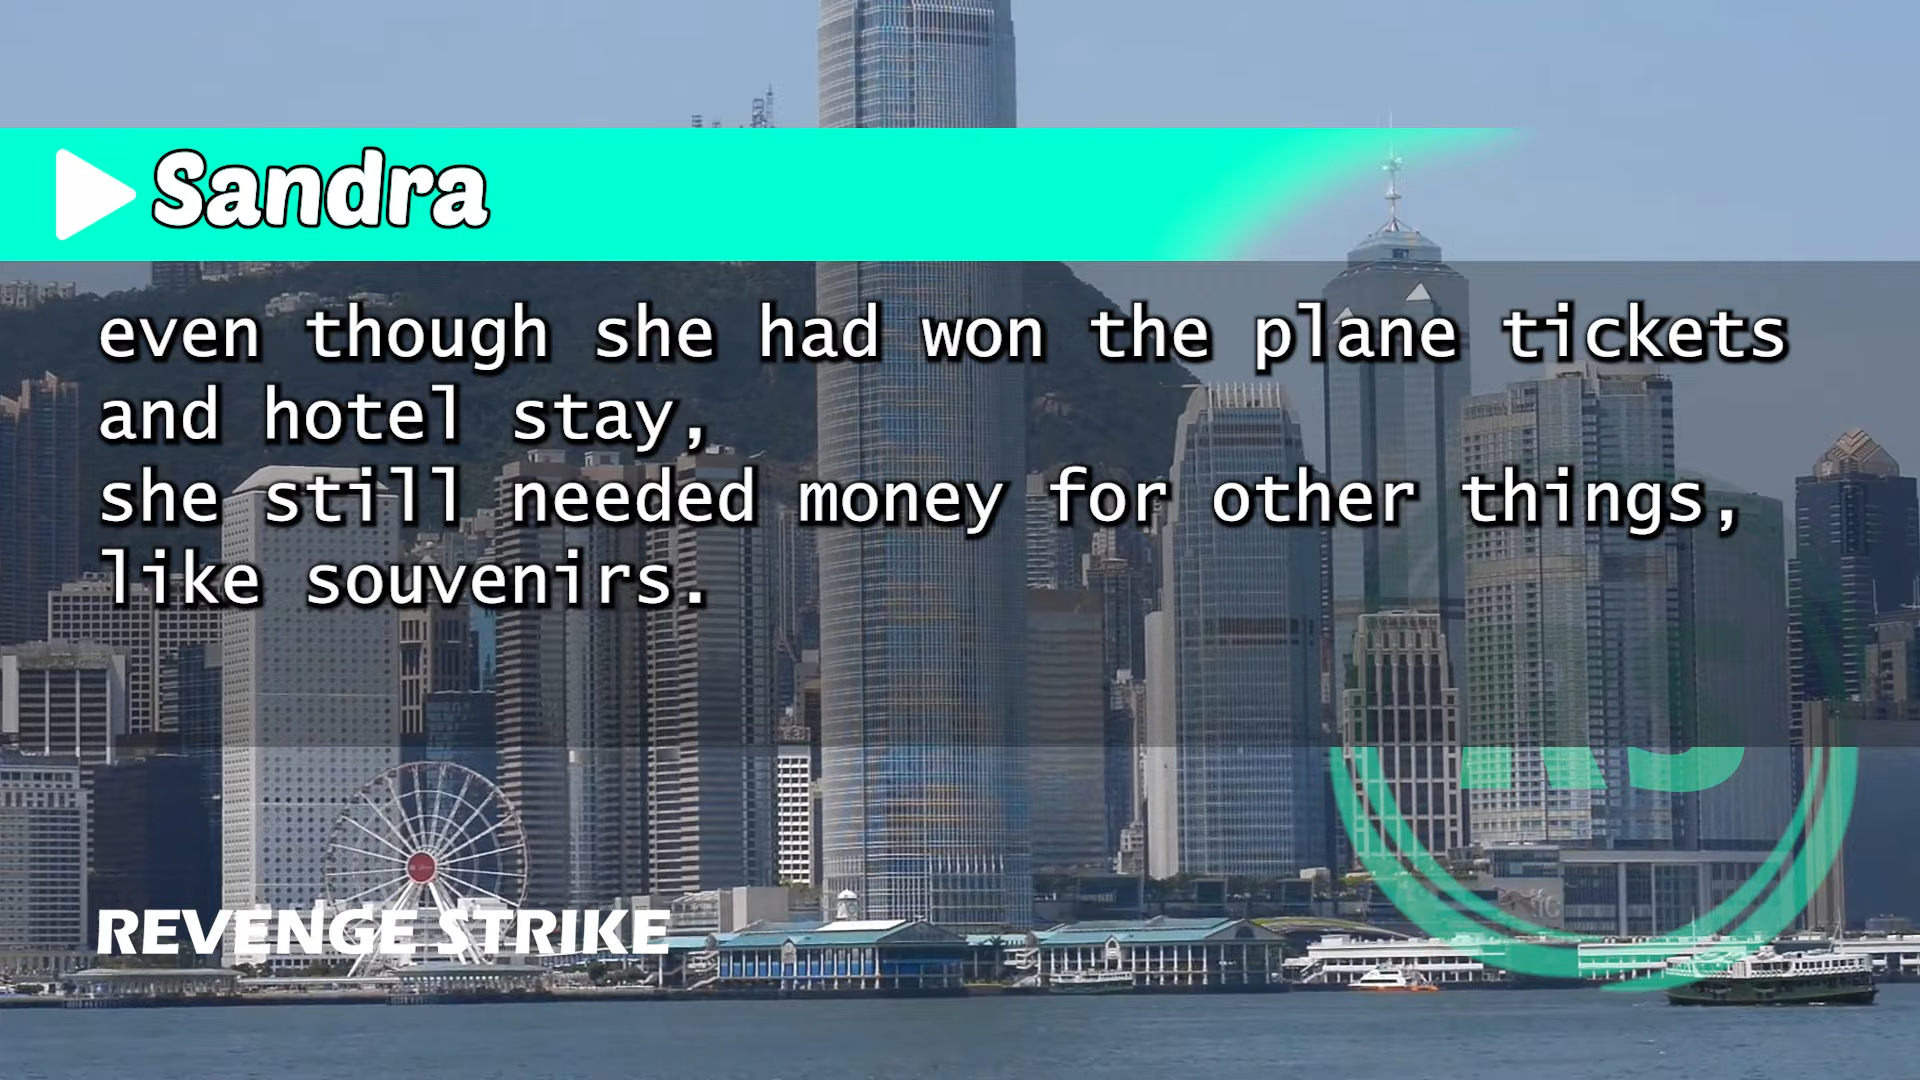 Sandra
even though she had won the plane tickets
and hotel stay,
she still needed money for other things,
like souvenirs.
REVENGE STRIKE
RS